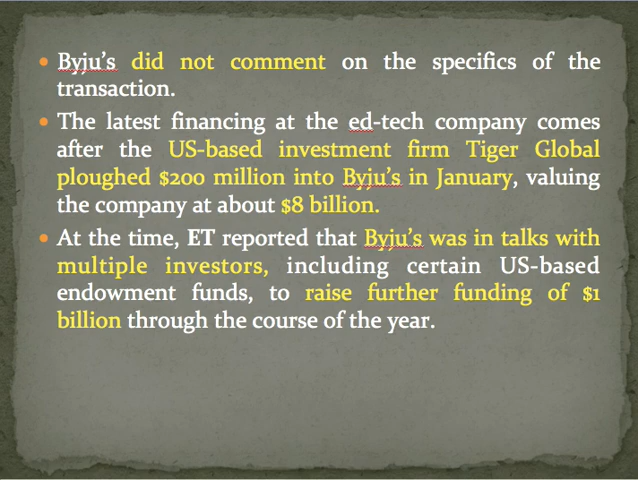 Byju’s did not comment on the specifics of the
transaction.
The latest financing at the ed-tech company comes
after the US-based investment firm Tiger Global
ploughed $200 million into Byju’s in January, valuing
the company at about $8 billion.
At the time, ET reported that Byju’s was in talks with
multiple investors, including certain US-based
endowment funds, to raise further funding of $1
billion through the course of the year.